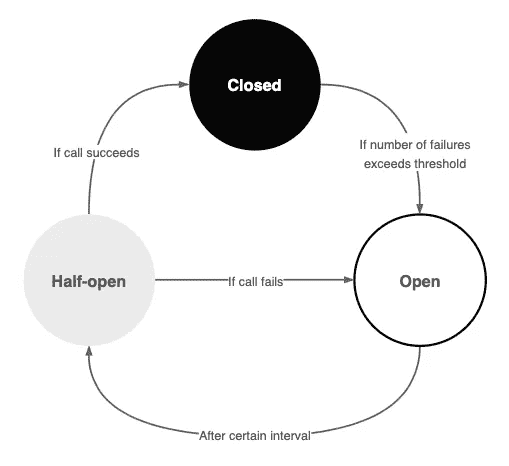 Closed
If call succeeds
If number of failures
exceeds threshold
Half-open
If call fails
Open
After certain interval